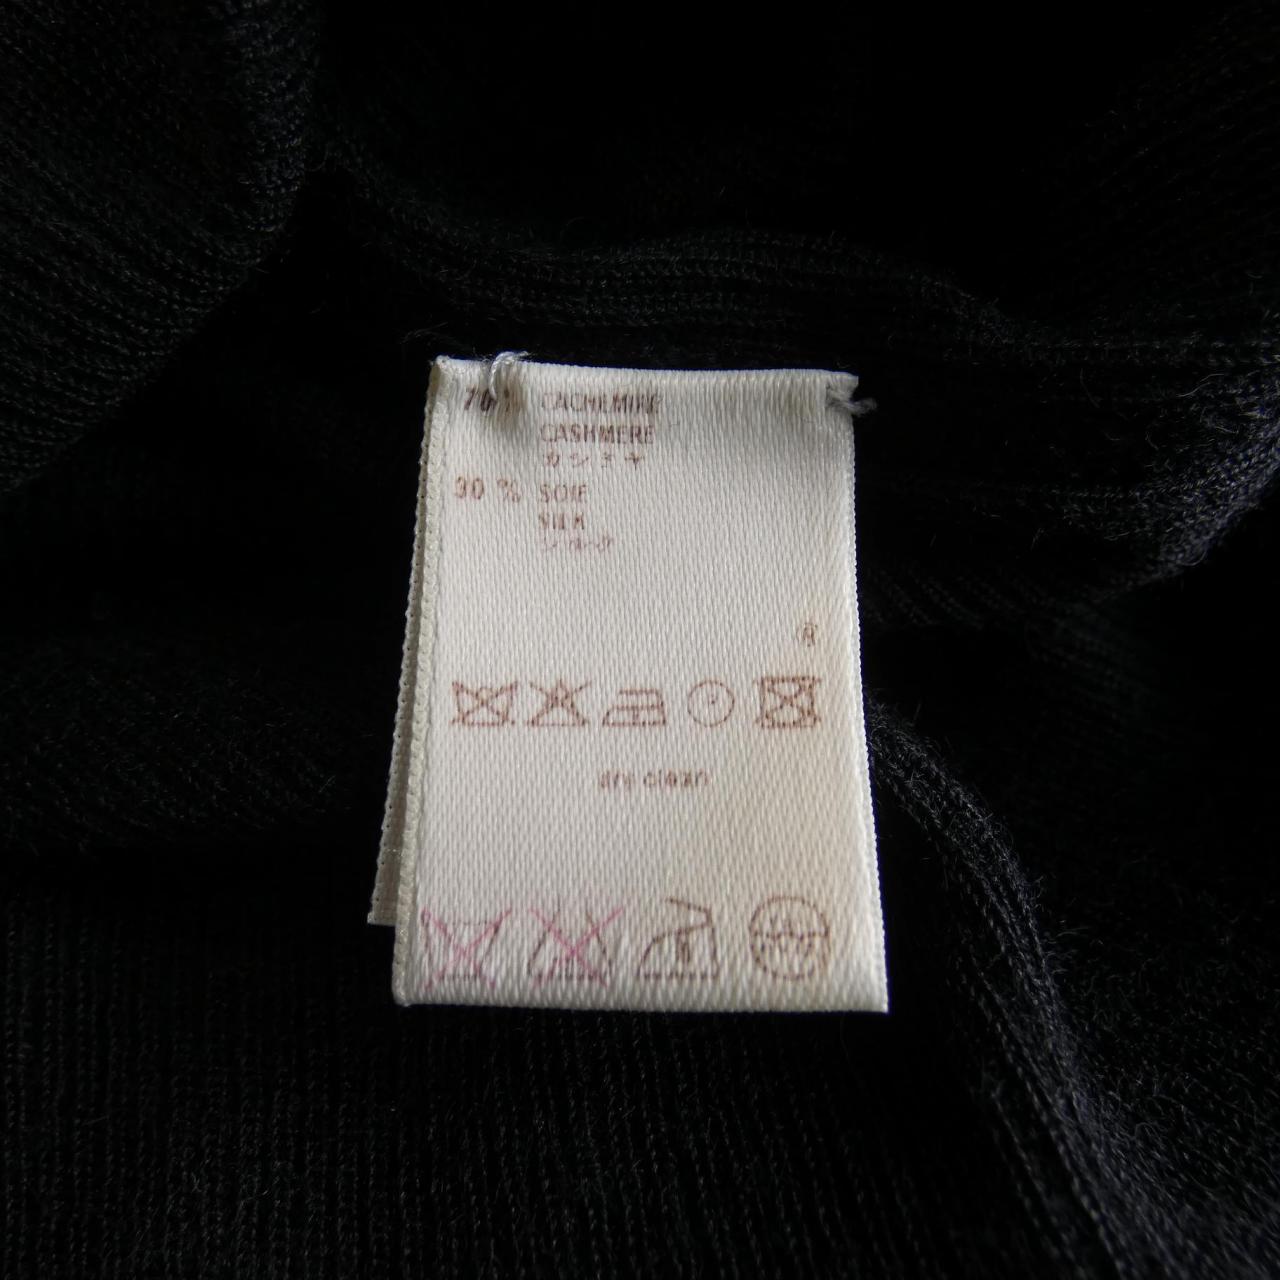 70 % CACHEMIRE
CASHMERE
カシミヤ
30 % SOIE
SILK
シルク
®
dry clean